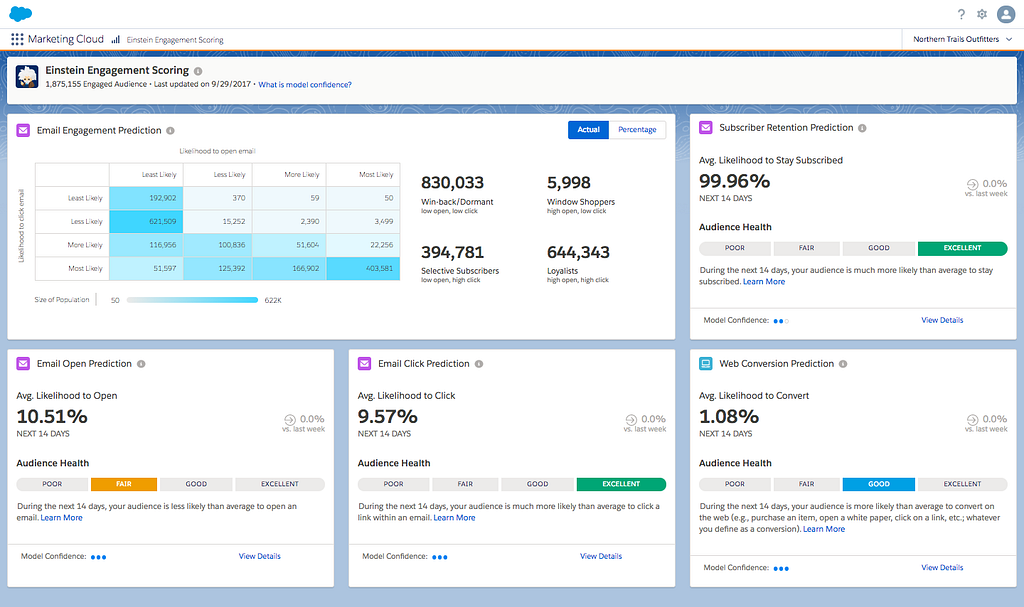 ?
Marketing Cloud
Einstein Engagement Scoring
Northern Trails Outfitters
Einstein Engagement Scoring
1,875,155 Engaged Audience • Last updated on 9/29/2017 • What is model confidence?
Email Engagement Prediction
Actual
Percentage
Likelihood to open email
Likelihood to click email
Least Likely Less Likely More Likely Most Likely
Least Likely 192,902 370 59 50
Less Likely 621,509 15,252 2,390 3,499
More Likely 116,956 100,836 51,604 22,256
Most Likely 51,597 125,392 166,902 403,581
Size of Population 50 622K
830,033
Win-back/Dormant
low open, low click
5,998
Window Shoppers
high open, low click
394,781
Selective Subscribers
low open, high click
644,343
Loyalists
high open, high click
Subscriber Retention Prediction
Avg. Likelihood to Stay Subscribed
99.96%
NEXT 14 DAYS
0.0%
vs. last week
Audience Health
POOR FAIR GOOD EXCELLENT
During the next 14 days, your audience is much more likely than average to stay
subscribed. Learn More
Model Confidence:
View Details
Email Open Prediction
Avg. Likelihood to Open
10.51%
NEXT 14 DAYS
0.0%
vs. last week
Audience Health
POOR FAIR GOOD EXCELLENT
During the next 14 days, your audience is less likely than average to open an
email. Learn More
Model Confidence:
View Details
Email Click Prediction
Avg. Likelihood to Click
9.57%
NEXT 14 DAYS
0.0%
vs. last week
Audience Health
POOR FAIR GOOD EXCELLENT
During the next 14 days, your audience is much more likely than average to click a
link within an email. Learn More
Model Confidence:
View Details
Web Conversion Prediction
Avg. Likelihood to Convert
1.08%
NEXT 14 DAYS
0.0%
vs. last week
Audience Health
POOR FAIR GOOD EXCELLENT
During the next 14 days, your audience is more likely than average to convert on
the web (e.g., purchase an item, open a white paper, click on a link, etc.; whatever
you define as a conversion). Learn More
Model Confidence:
View Details